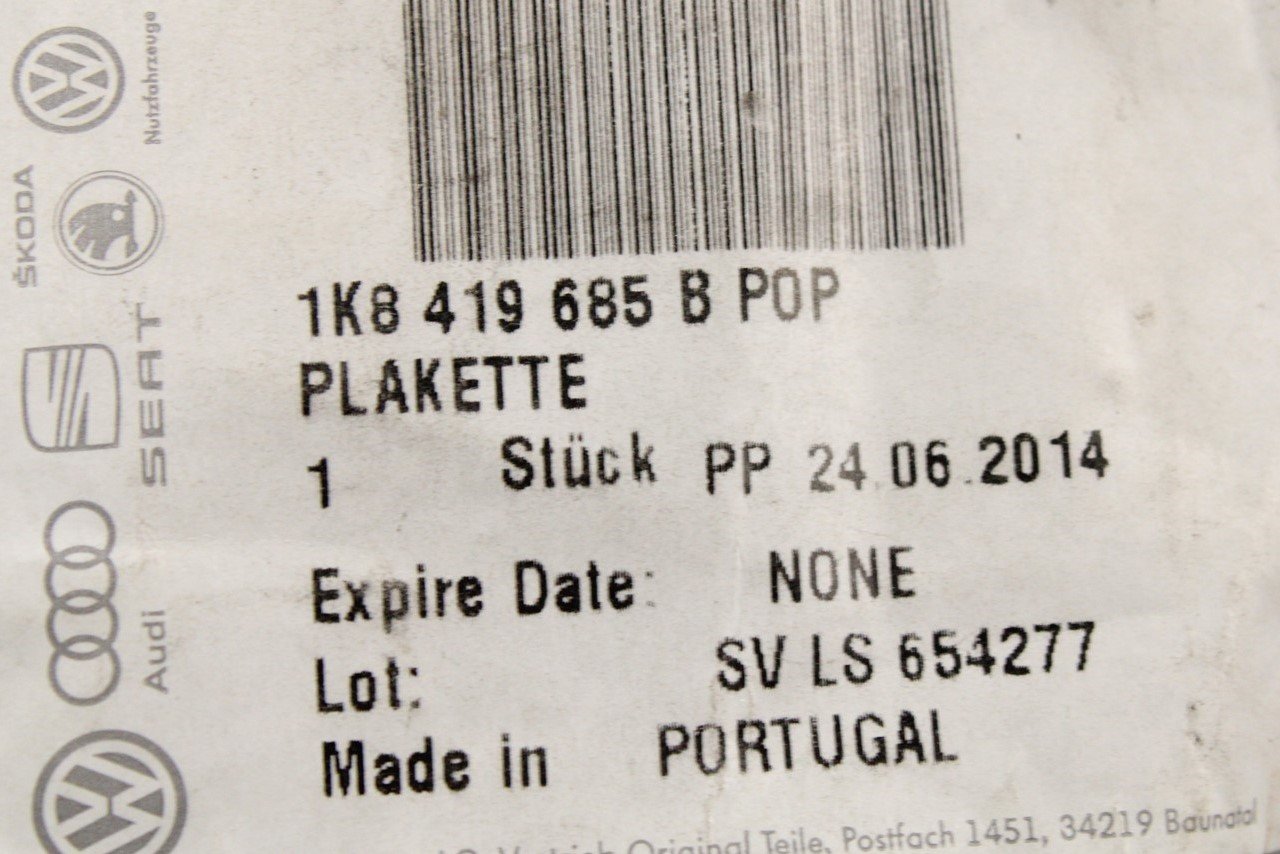 Nutzfahrzeuge
ŠKODA
SEAT
Audi
1K8 419 685 B POP
PLAKETTE
1 Stück PP 24.06.2014
Expire Date: NONE
Lot: SV LS 654277
Made in PORTUGAL
Original Teile, Postfach 1451, 34219 Baunatal